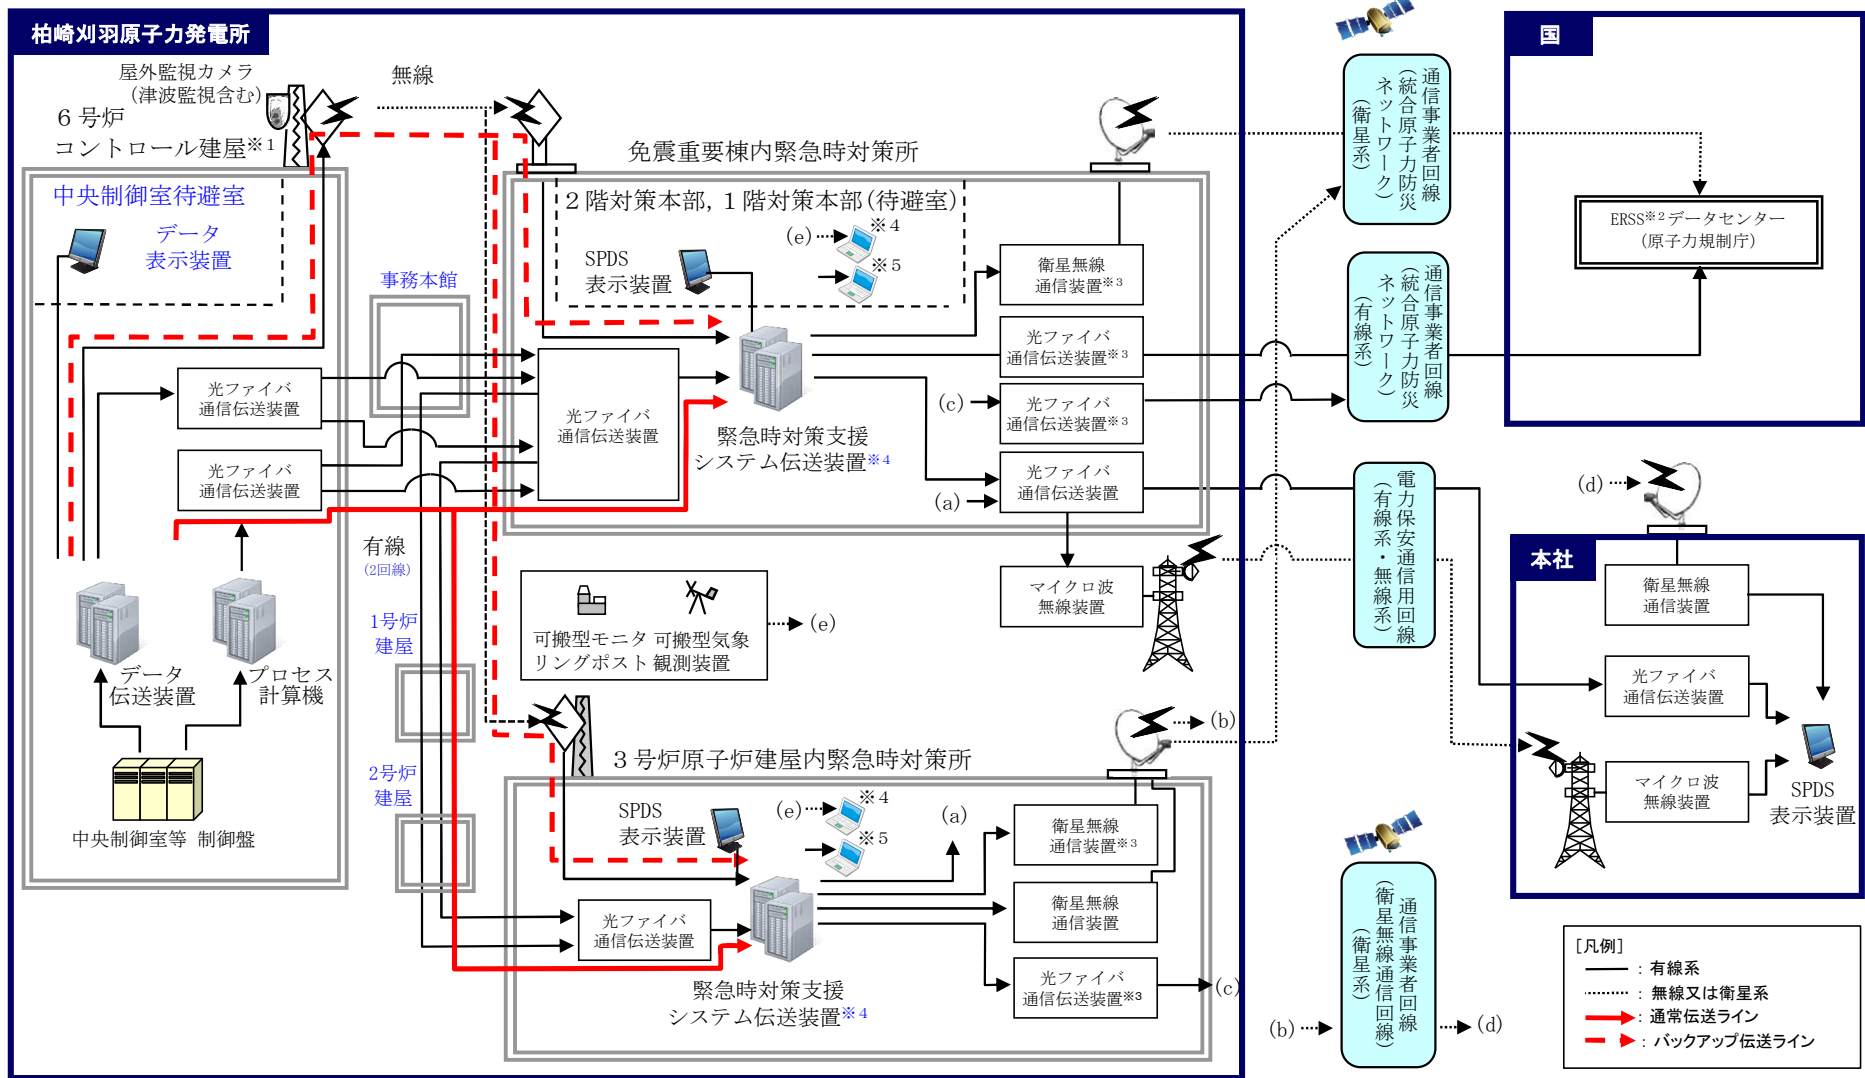 柏崎刈羽原子力発電所
屋外監視カメラ
(津波監視含む)
無線
6号炉
コントロール建屋※1
中央制御室待避室
データ
表示装置
事務本館
光ファイバ
通信伝送装置
光ファイバ
通信伝送装置
有線
(2回線)
1号炉
建屋
2号炉
建屋
データ
伝送装置
プロセス
計算機
中央制御室等 制御盤
免震重要棟内緊急時対策所
2階対策本部,1階対策本部(待避室)
SPDS
表示装置
(e)
※4
※5
光ファイバ
通信伝送装置
緊急時対策支援
システム伝送装置※4
衛星無線
通信装置※3
光ファイバ
通信伝送装置※3
(c)
光ファイバ
通信伝送装置※3
(a)
光ファイバ
通信伝送装置
マイクロ波
無線装置
可搬型モニタ
リングポスト
可搬型気象
観測装置
(e)
3号炉原子炉建屋内緊急時対策所
SPDS
表示装置
(e)
※4
※5
(a)
(b)
光ファイバ
通信伝送装置
緊急時対策支援
システム伝送装置※4
衛星無線
通信装置※3
衛星無線
通信装置
光ファイバ
通信伝送装置※3
(c)
通信事業者回線
(統合原子力防災
ネットワーク)
(衛星系)
通信事業者回線
(統合原子力防災
ネットワーク)
(有線系)
電力保安通信用回線
(有線系・無線系)
通信事業者回線
(衛星無線通信回線)
(衛星系)
(b)
(d)
国
ERSS※2データセンター
(原子力規制庁)
(d)
本社
衛星無線
通信装置
光ファイバ
通信伝送装置
マイクロ波
無線装置
SPDS
表示装置
[凡例]
:有線系
:無線又は衛星系
:通常伝送ライン
:バックアップ伝送ライン